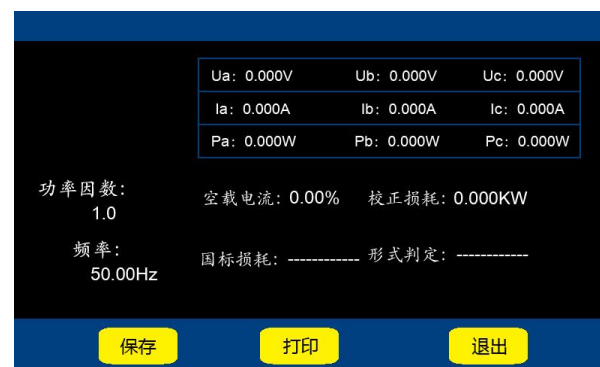 Ua: 0.000V Ub: 0.000V Uc: 0.000V
Ia: 0.000A Ib: 0.000A Ic: 0.000A
Pa: 0.000W Pb: 0.000W Pc: 0.000W
功率因数: 空载电流: 0.00% 校正损耗: 0.000KW
1.0
频率: 国标损耗: ------------ 形式判定: ------------
50.00Hz
保存 打印 退出